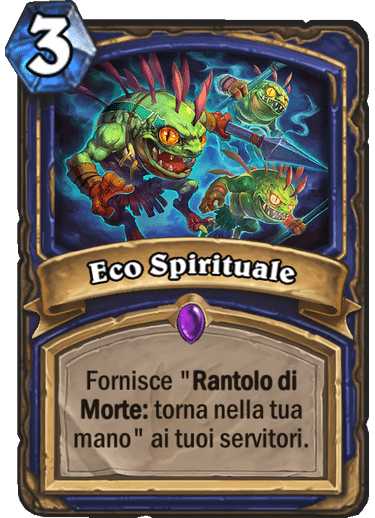 3
Eco Spirituale
Fornisce "Rantolo di
Morte: torna nella tua
mano" ai tuoi servitori.